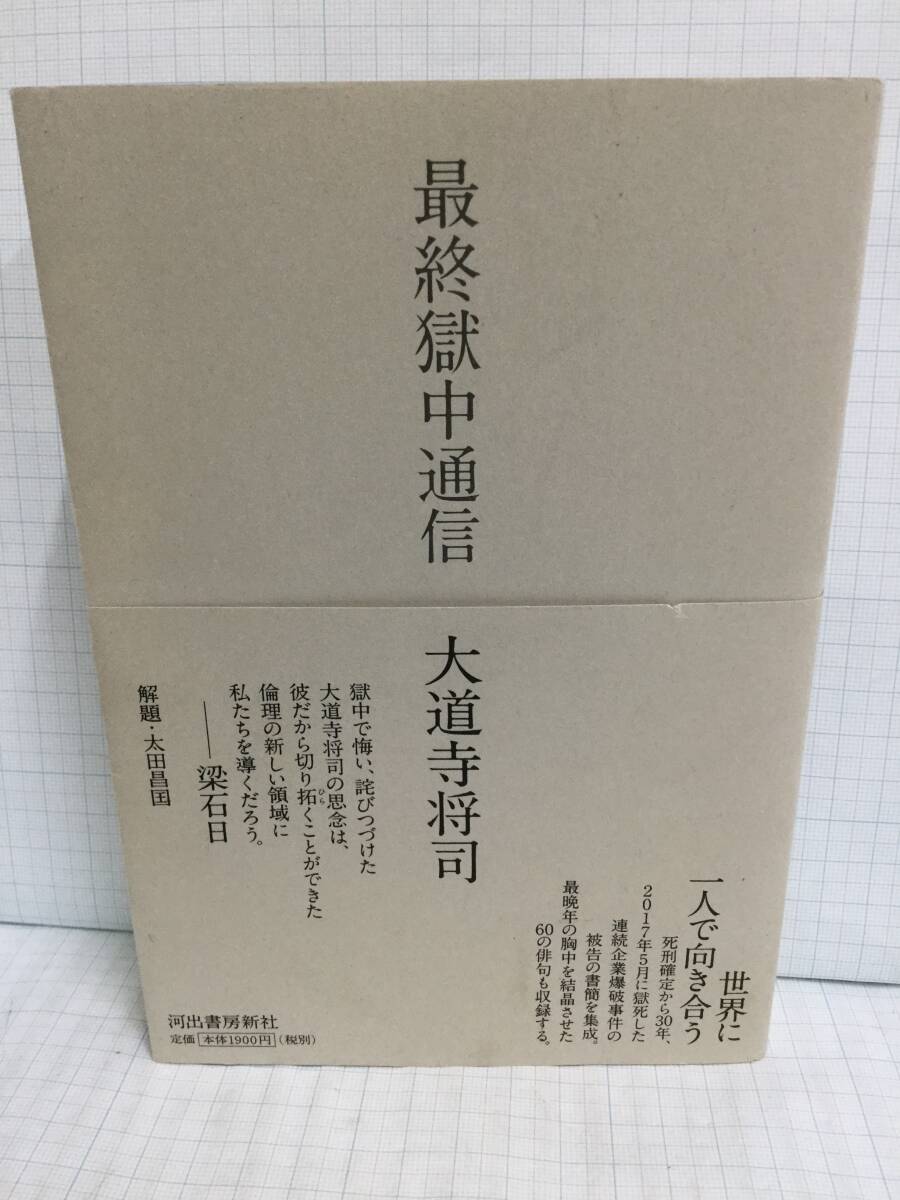 最終獄中通信
大道寺将司
世界に
一人で向き合う
死刑確定から30年、
2017年5月に獄死した
連続企業爆破事件の
被告の書簡を集成。
最晩年の胸中を結晶させた
60の俳句も収録する。
獄中で悔い、詫びつづけた
大道寺将司の思念は、
彼だから切り拓くことができた
ひら
倫理の新しい領域に
私たちを導くだろう。
――梁石日
解題・太田昌国
河出書房新社
定価 本体1900円(税別)